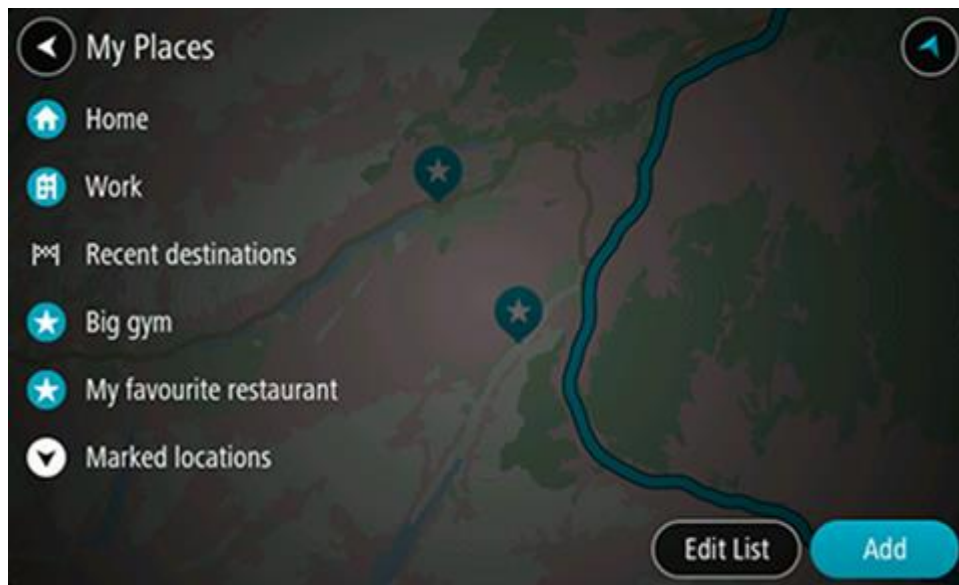 My Places
Home
Work
Recent destinations
Big gym
My favourite restaurant
Marked locations
Edit List
Add